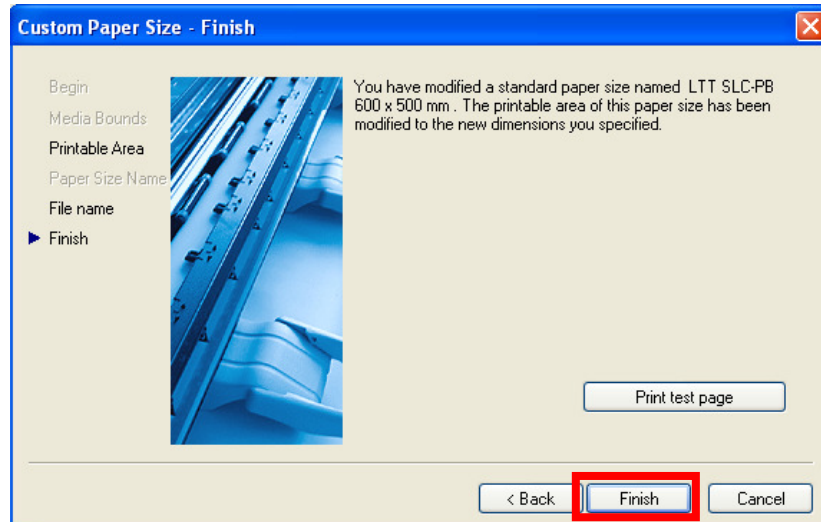 Custom Paper Size - Finish
Begin
Media Bounds
Printable Area
Paper Size Name
File name
Finish
You have modified a standard paper size named  LTT SLC-PB
600 x 500 mm . The printable area of this paper size has been
modified to the new dimensions you specified.
Print test page
< Back
Finish
Cancel